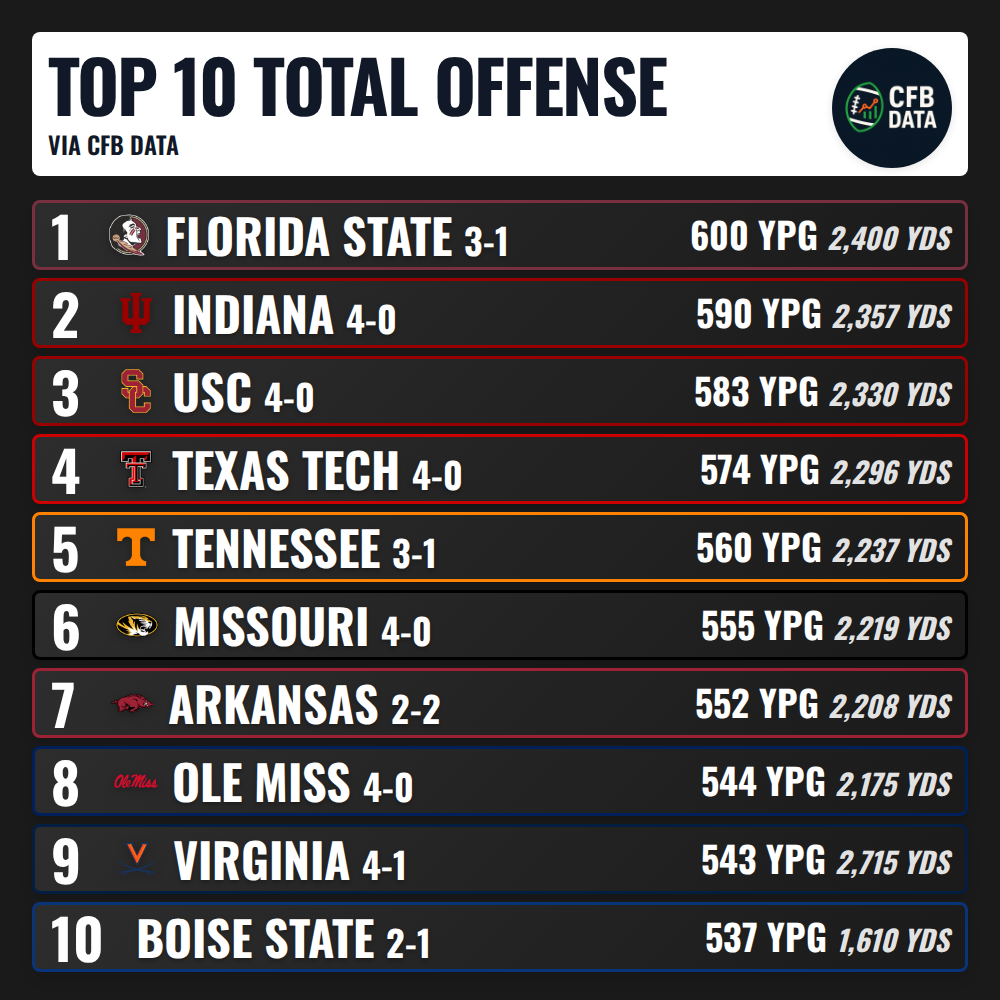 TOP 10 TOTAL OFFENSE
VIA CFB DATA
CFB
DATA
1 FLORIDA STATE 3-1 600 YPG 2,400 YDS
2 INDIANA 4-0 590 YPG 2,357 YDS
3 SC USC 4-0 583 YPG 2,330 YDS
4 TT TEXAS TECH 4-0 574 YPG 2,296 YDS
5 T TENNESSEE 3-1 560 YPG 2,237 YDS
6 MISSOURI 4-0 555 YPG 2,219 YDS
7 ARKANSAS 2-2 552 YPG 2,208 YDS
8 Ole Miss OLE MISS 4-0 544 YPG 2,175 YDS
9 V VIRGINIA 4-1 543 YPG 2,715 YDS
10 BOISE STATE 2-1 537 YPG 1,610 YDS